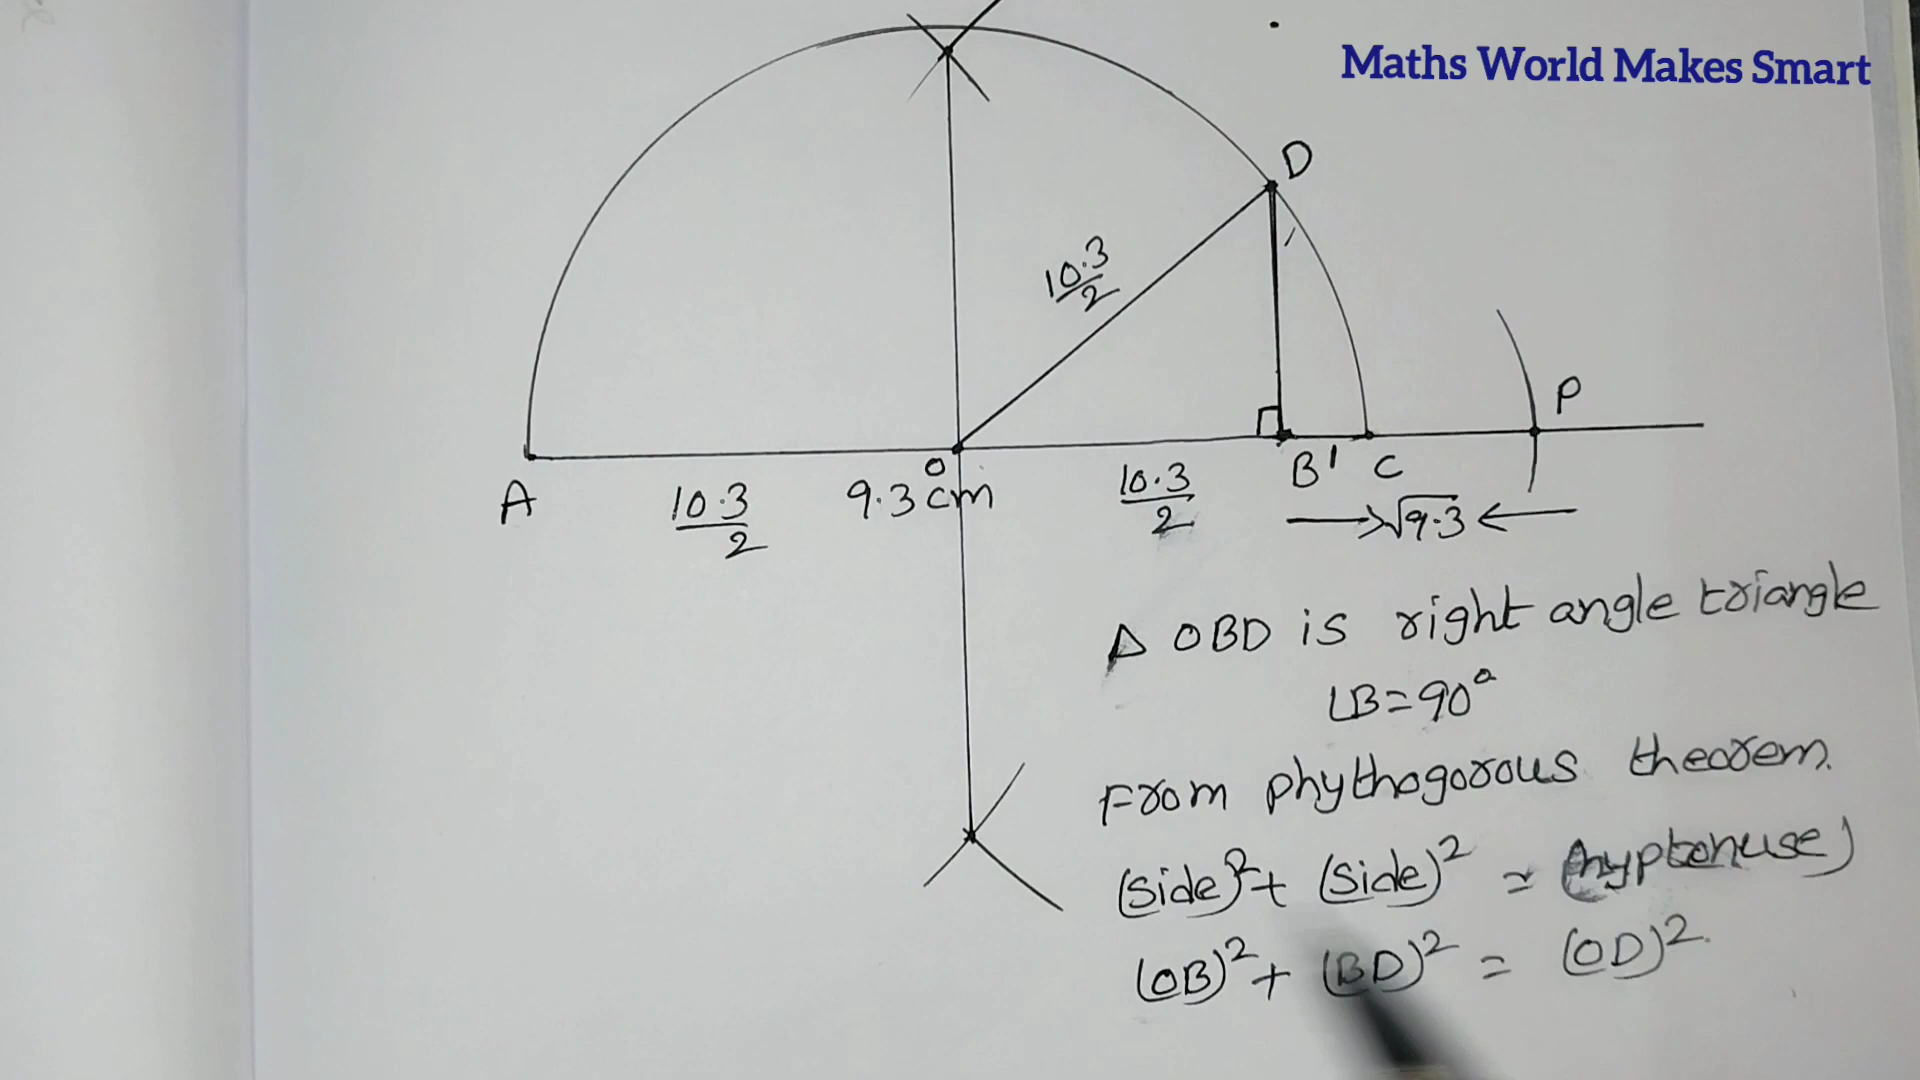 Maths World Makes Smart
D
10.3/2
P
A
O
B 1 C
10.3/2
9.3 cm
10.3/2
√9.3
Δ OBD is right angle triangle
∟B = 90°
From phythogorous theorem.
(Side)² + (Side)² = (hyptenuse)
(OB)² + (BD)² = (OD)²